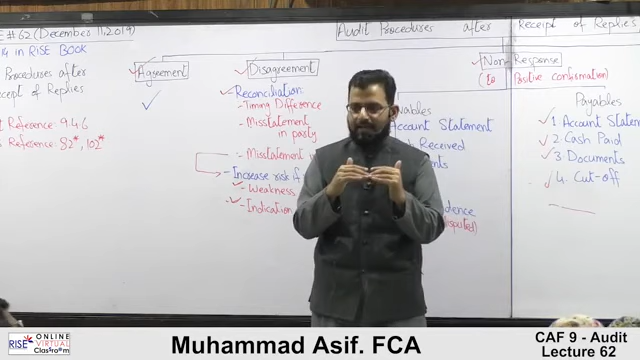 E #62 (December 11, 2019)
14 in RISE BOOK
Procedures after
ceipt of Replies
Reference: 9.4.6
Reference: 82*, 102*
Audit Procedures after Receipt of Replies
Agreement
Disagreement
Reconciliation:
- Timing Difference
- Misstatement
in party
- Misstatement
Increase risk if
- Weakness
- Indication
Non-Response
(to Positive confirmation)
Account Statement
Received
Payables
1 Account Statem
2. Cash Paid
3 Documents
4. Cut-off
RISE ONLINE VIRTUAL Classroom
Muhammad Asif. FCA
CAF 9 - Audit
Lecture 62